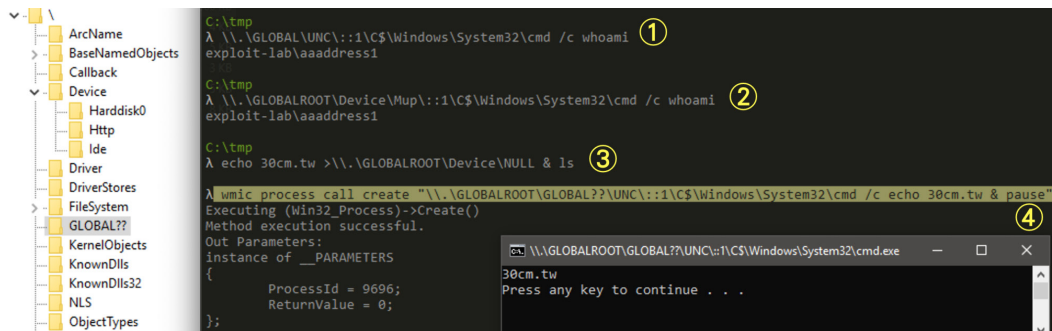 \
ArcName
BaseNamedObjects
Callback
Device
Harddisk0
Http
Ide
Driver
DriverStores
FileSystem
GLOBAL??
KernelObjects
KnownDlls
KnownDlls32
NLS
ObjectTypes
C:\tmp
λ \\.\GLOBAL\UNC\::1\C$\Windows\System32\cmd /c whoami ①
exploit-lab\aaaddress1
C:\tmp
λ \\.\GLOBALROOT\Device\Mup\::1\C$\Windows\System32\cmd /c whoami ②
exploit-lab\aaaddress1
C:\tmp
λ echo 30cm.tw >\\.\GLOBALROOT\Device\NULL & ls ③
λ wmic process call create "\\.\GLOBALROOT\GLOBAL??\UNC\::1\C$\Windows\System32\cmd /c echo 30cm.tw & pause"
Executing (Win32_Process)->Create()
④
Method execution successful.
Out Parameters:
instance of __PARAMETERS
{
ProcessId = 9696;
ReturnValue = 0;
};
\\.\GLOBALROOT\GLOBAL??\UNC\::1\C$\Windows\System32\cmd.exe
30cm.tw
Press any key to continue . . .